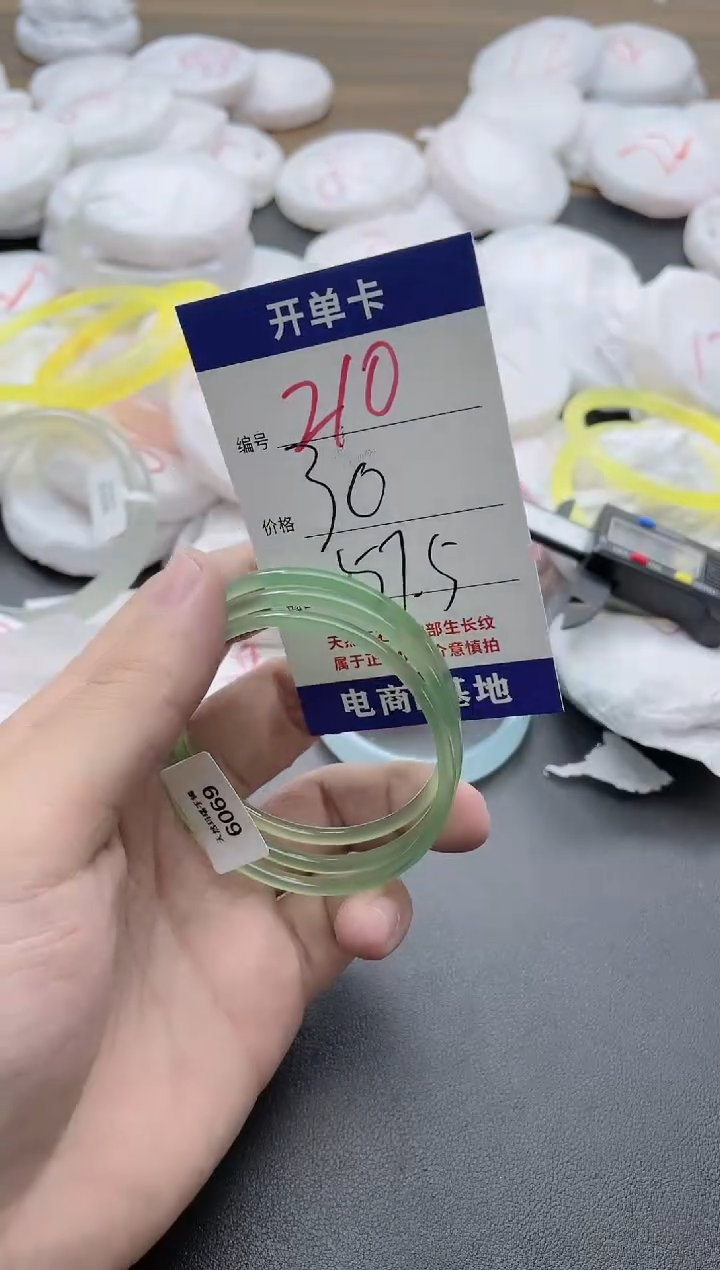 开单卡
编号 210
价格 30
57.5
部生长纹
属于正 介意慎拍
电商 基地
6909